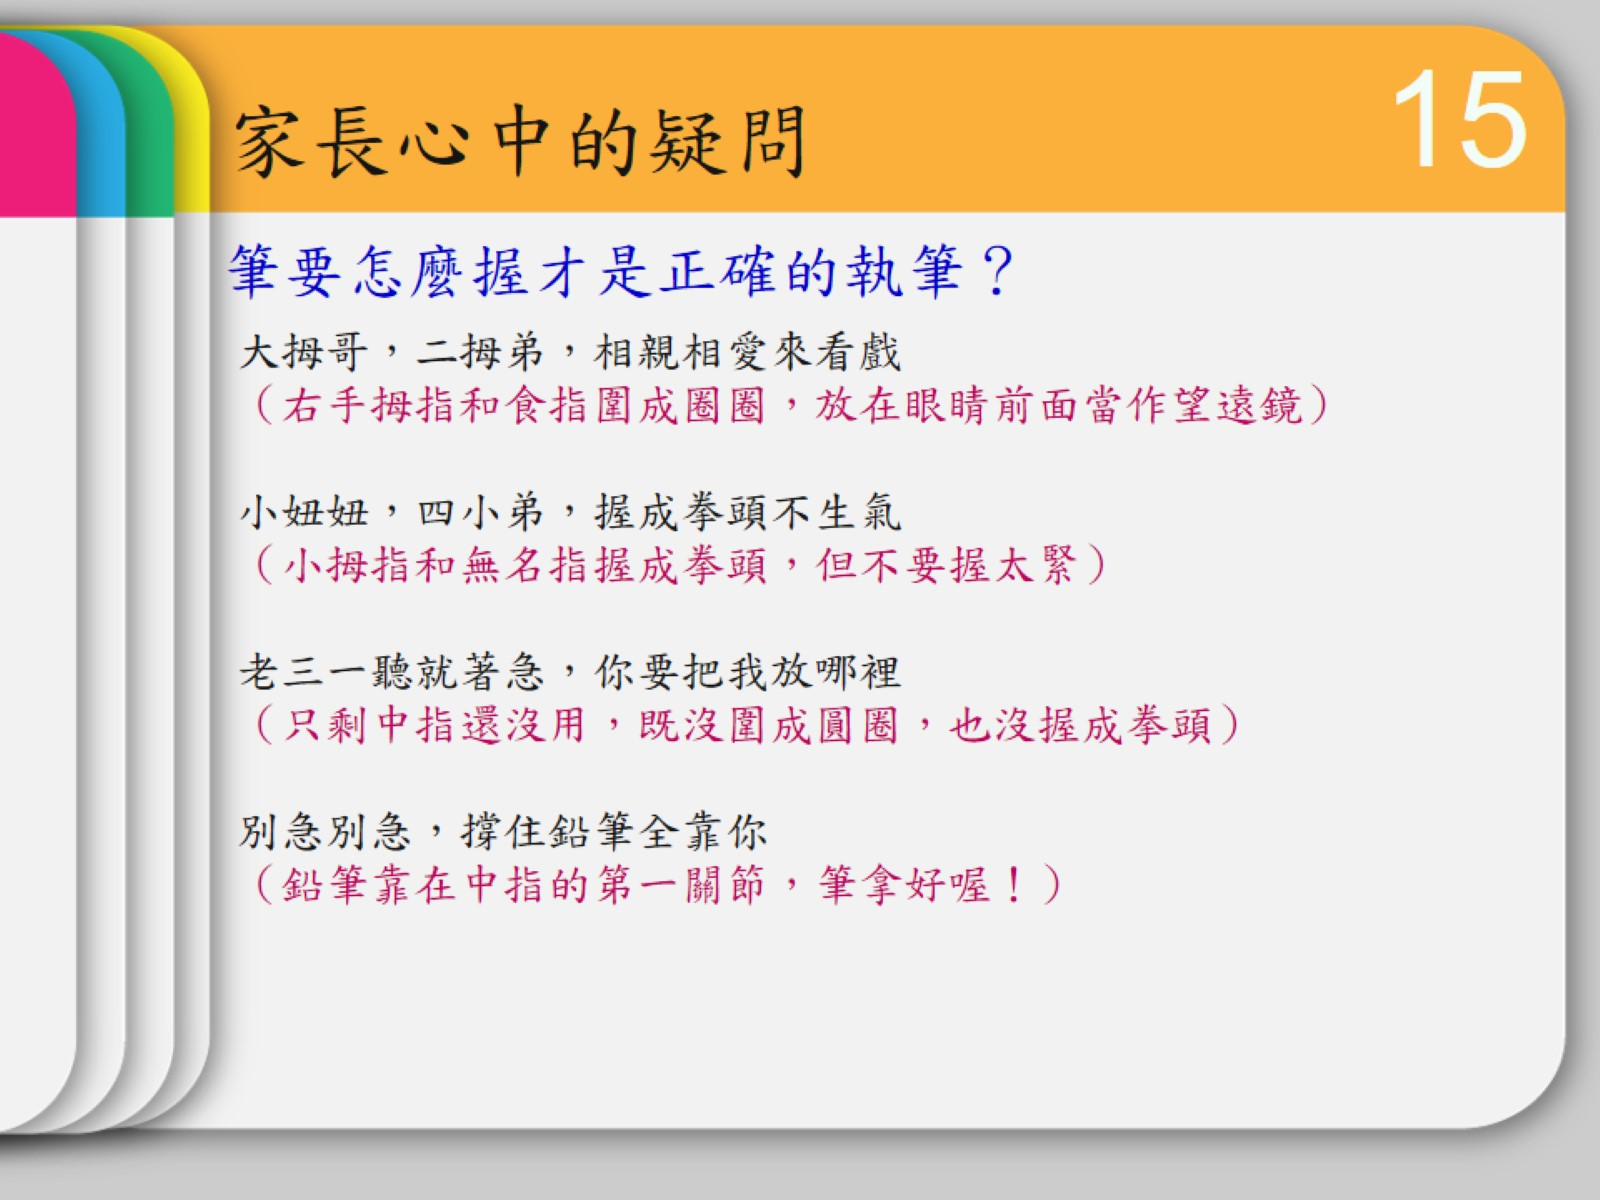 家長心中的疑問
15
筆要怎麼握才是正確的執筆？
大拇哥，二拇弟，相親相愛來看戲
（右手拇指和食指圍成圈圈，放在眼睛前面當作望遠鏡）
小妞妞，四小弟，握成拳頭不生氣
（小拇指和無名指握成拳頭，但不要握太緊）
老三一聽就著急，你要把我放哪裡
（只剩中指還沒用，既沒圍成圓圈，也沒握成拳頭）
別急別急，撐住鉛筆全靠你
（鉛筆靠在中指的第一關節，筆拿好喔！）